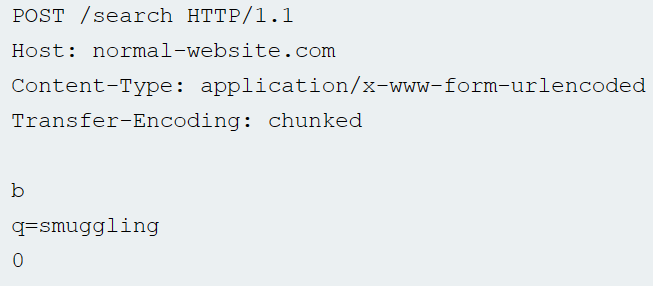 POST /search HTTP/1.1
Host: normal-website.com
Content-Type: application/x-www-form-urlencoded
Transfer-Encoding: chunked

b
q=smuggling
0